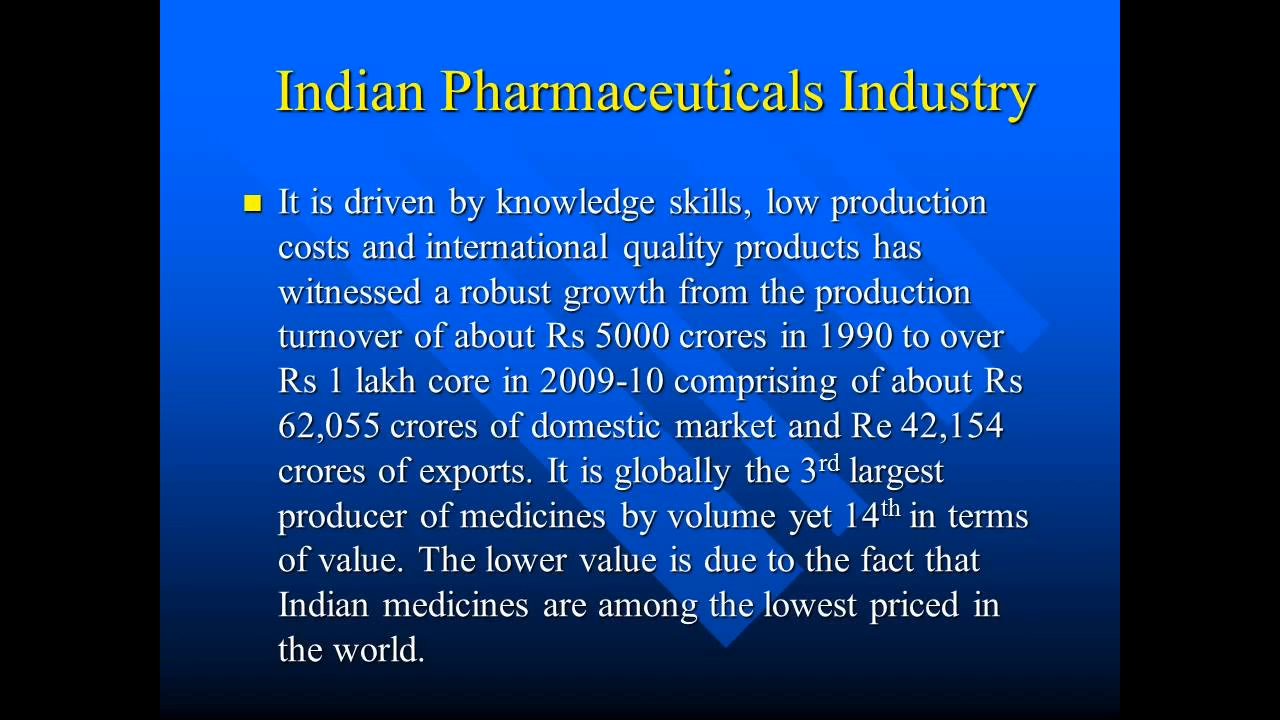 Indian Pharmaceuticals Industry
It is driven by knowledge skills, low production
costs and international quality products has
witnessed a robust growth from the production
turnover of about Rs 5000 crores in 1990 to over
Rs 1 lakh core in 2009-10 comprising of about Rs
62,055 crores of domestic market and Re 42,154
crores of exports. It is globally the 3rd largest
producer of medicines by volume yet 14th in terms
of value. The lower value is due to the fact that
Indian medicines are among the lowest priced in
the world.